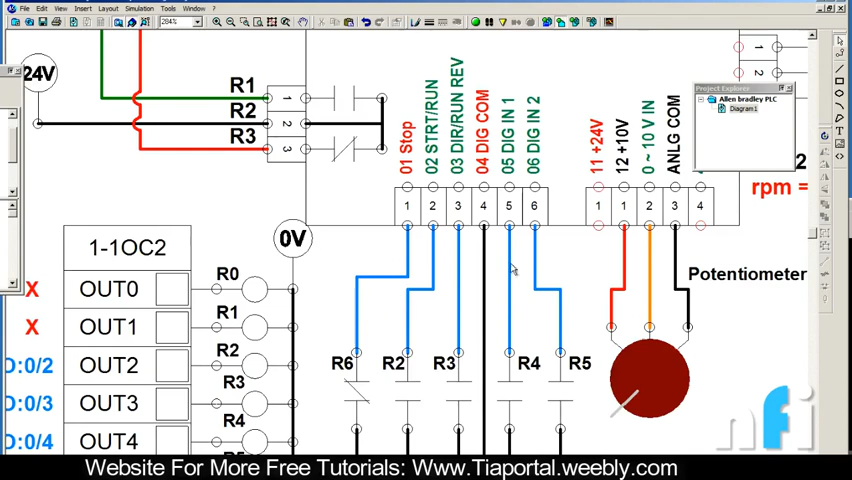 File Edit View Insert Layout Simulation Tools Window ?
284%
24V
R1
R2
R3
1
2
3
01 Stop
02 STRT/RUN
03 DIR/RUN REV
04 DIG COM
05 DIG IN 1
06 DIG IN 2
11 +24V
12 +10V
0 ~ 10 V IN
ANLG COM
1
2
Project Explorer
Allen bradley PLC
Diagram1
2
rpm =
1 2 3 4 5 6
1 1 2 3 4
0V
1-1OC2
X OUT0 R0
X OUT1 R1
O:0/2 OUT2 R2
O:0/3 OUT3 R3
O:0/4 OUT4 R4
Potentiometer
R6 R2 R3 R4 R5
nfi
Website For More Free Tutorials: Www.Tiaportal.weebly.com